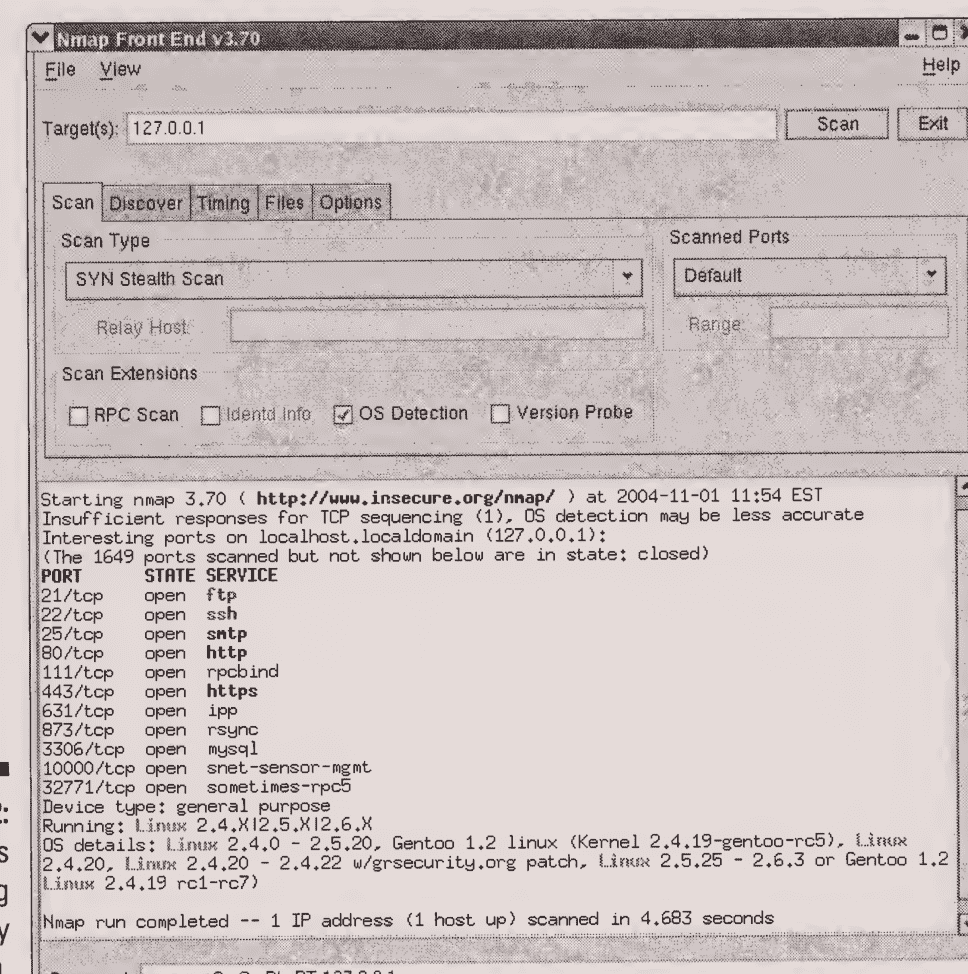 Nmap Front End v3.70
File View Help
Target(s): 127.0.0.1 Scan Exit
Scan Discover Timing Files Options
Scan Type Scanned Ports
SYN Stealth Scan Default
Relay Host: Range:
Scan Extensions
RPC Scan Identd Info OS Detection Version Probe
Starting nmap 3.70 ( http://www.insecure.org/nmap/ ) at 2004-11-01 11:54 EST
Insufficient responses for TCP sequencing (1), OS detection may be less accurate
Interesting ports on localhost.localdomain (127.0.0.1):
(The 1649 ports scanned but not shown below are in state: closed)
PORT STATE SERVICE
21/tcp open ftp
22/tcp open ssh
25/tcp open smtp
80/tcp open http
111/tcp open rpcbind
443/tcp open https
631/tcp open ipp
873/tcp open rsync
3306/tcp open mysql
10000/tcp open snet-sensor-mgmt
32771/tcp open sometimes-rpc5
Device type: general purpose
Running: Linux 2.4.X|2.5.X|2.6.X
OS details: Linux 2.4.0 - 2.5.20, Gentoo 1.2 linux (Kernel 2.4.19-gentoo-rc5), Linux
2.4.20, Linux 2.4.20 - 2.4.22 w/grsecurity.org patch, Linux 2.5.25 - 2.6.3 or Gentoo 1.2
Linux 2.4.19 rc1-rc7)
Nmap run completed -- 1 IP address (1 host up) scanned in 4.683 seconds